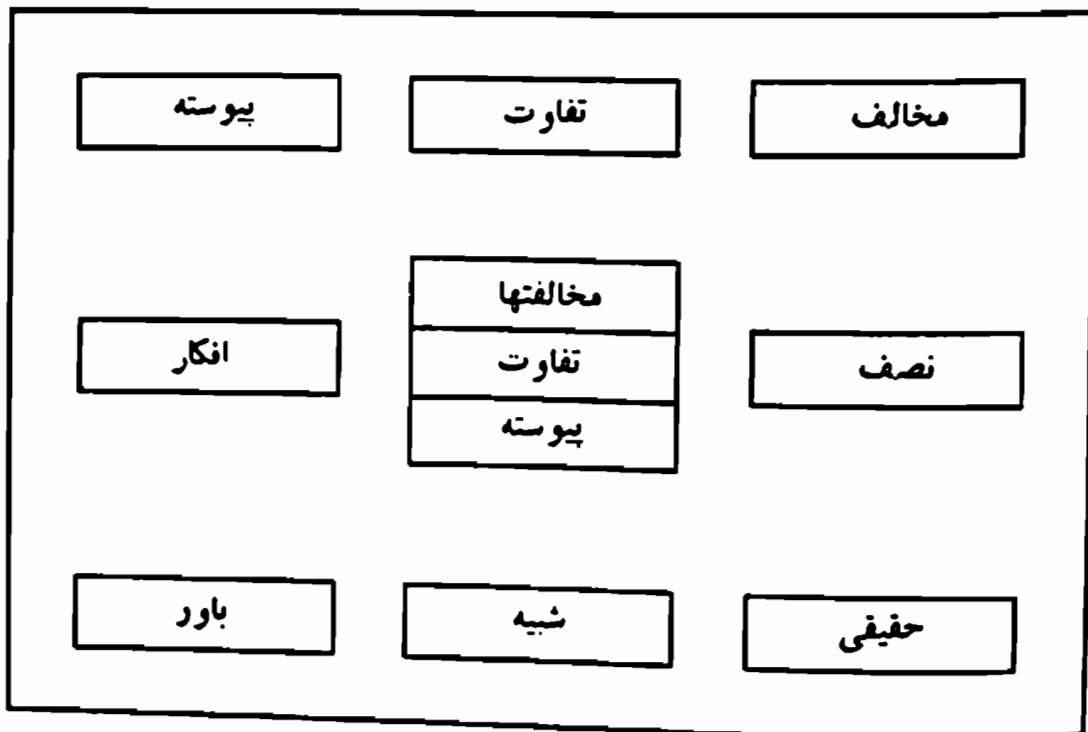 مخالف
تفاوت
پیوسته
مخالفتها
تفاوت
پیوسته
نصف
افکار
حقیقی
شبیه
باور